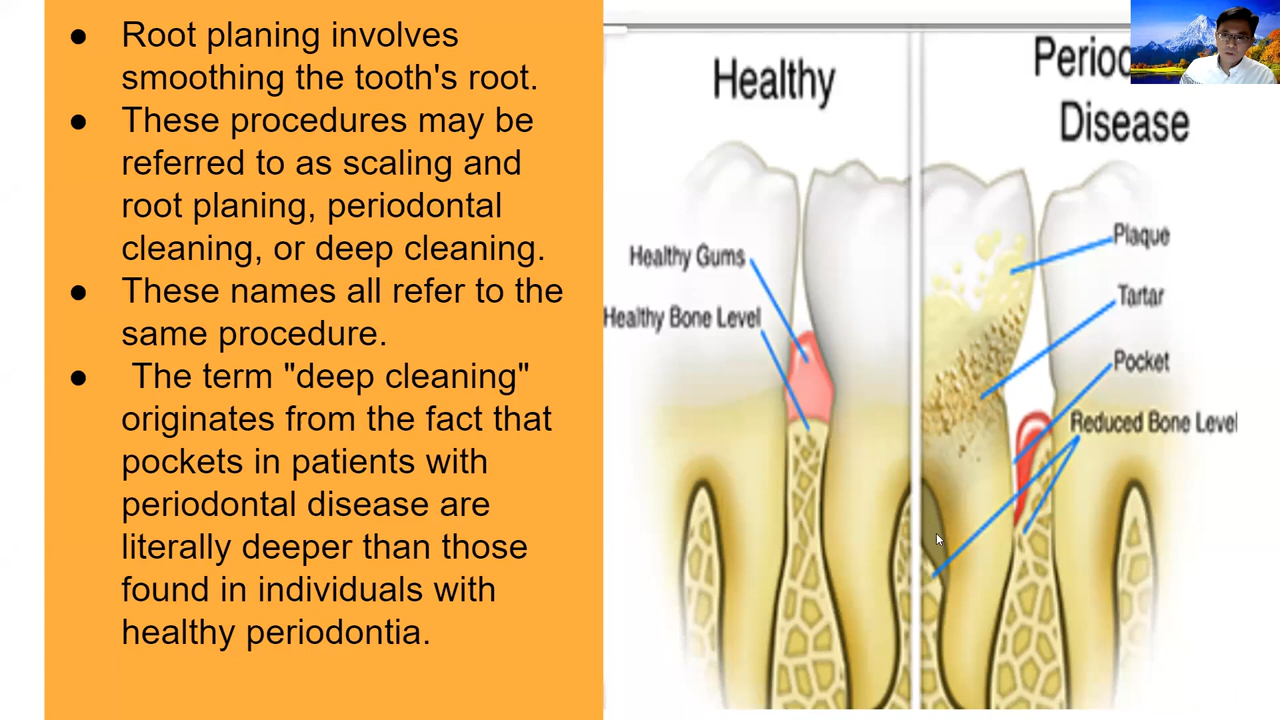 ● Root planing involves
smoothing the tooth's root.
● These procedures may be
referred to as scaling and
root planing, periodontal
cleaning, or deep cleaning.
● These names all refer to the
same procedure.
● The term "deep cleaning"
originates from the fact that
pockets in patients with
periodontal disease are
literally deeper than those
found in individuals with
healthy periodontia.
Healthy
Healthy Gums
Healthy Bone Level
Disease
Plaque
Tartar
Pocket
Reduced Bone Level